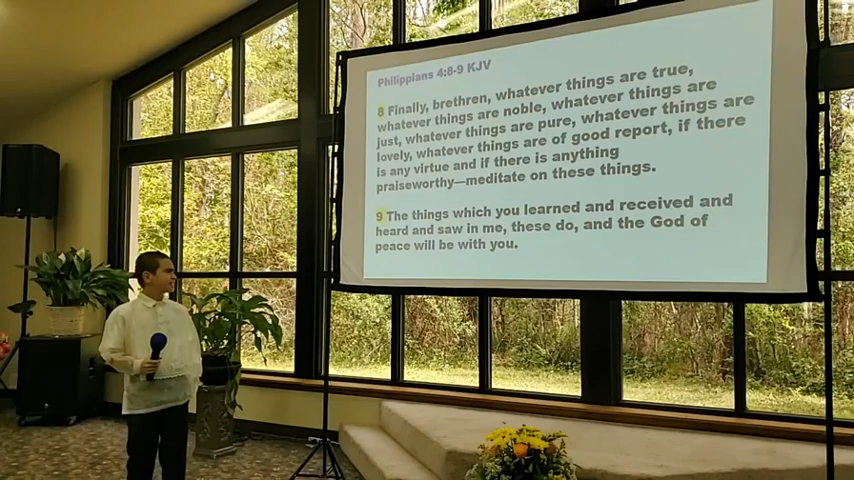 Philippians 4:8-9 KJV
8 Finally, brethren, whatever things are true,
whatever things are noble, whatever things are
just, whatever things are pure, whatever things are
lovely, whatever things are of good report, if there
is any virtue and if there is anything
praiseworthy—meditate on these things.
9 The things which you learned and received and
heard and saw in me, these do, and the God of
peace will be with you.